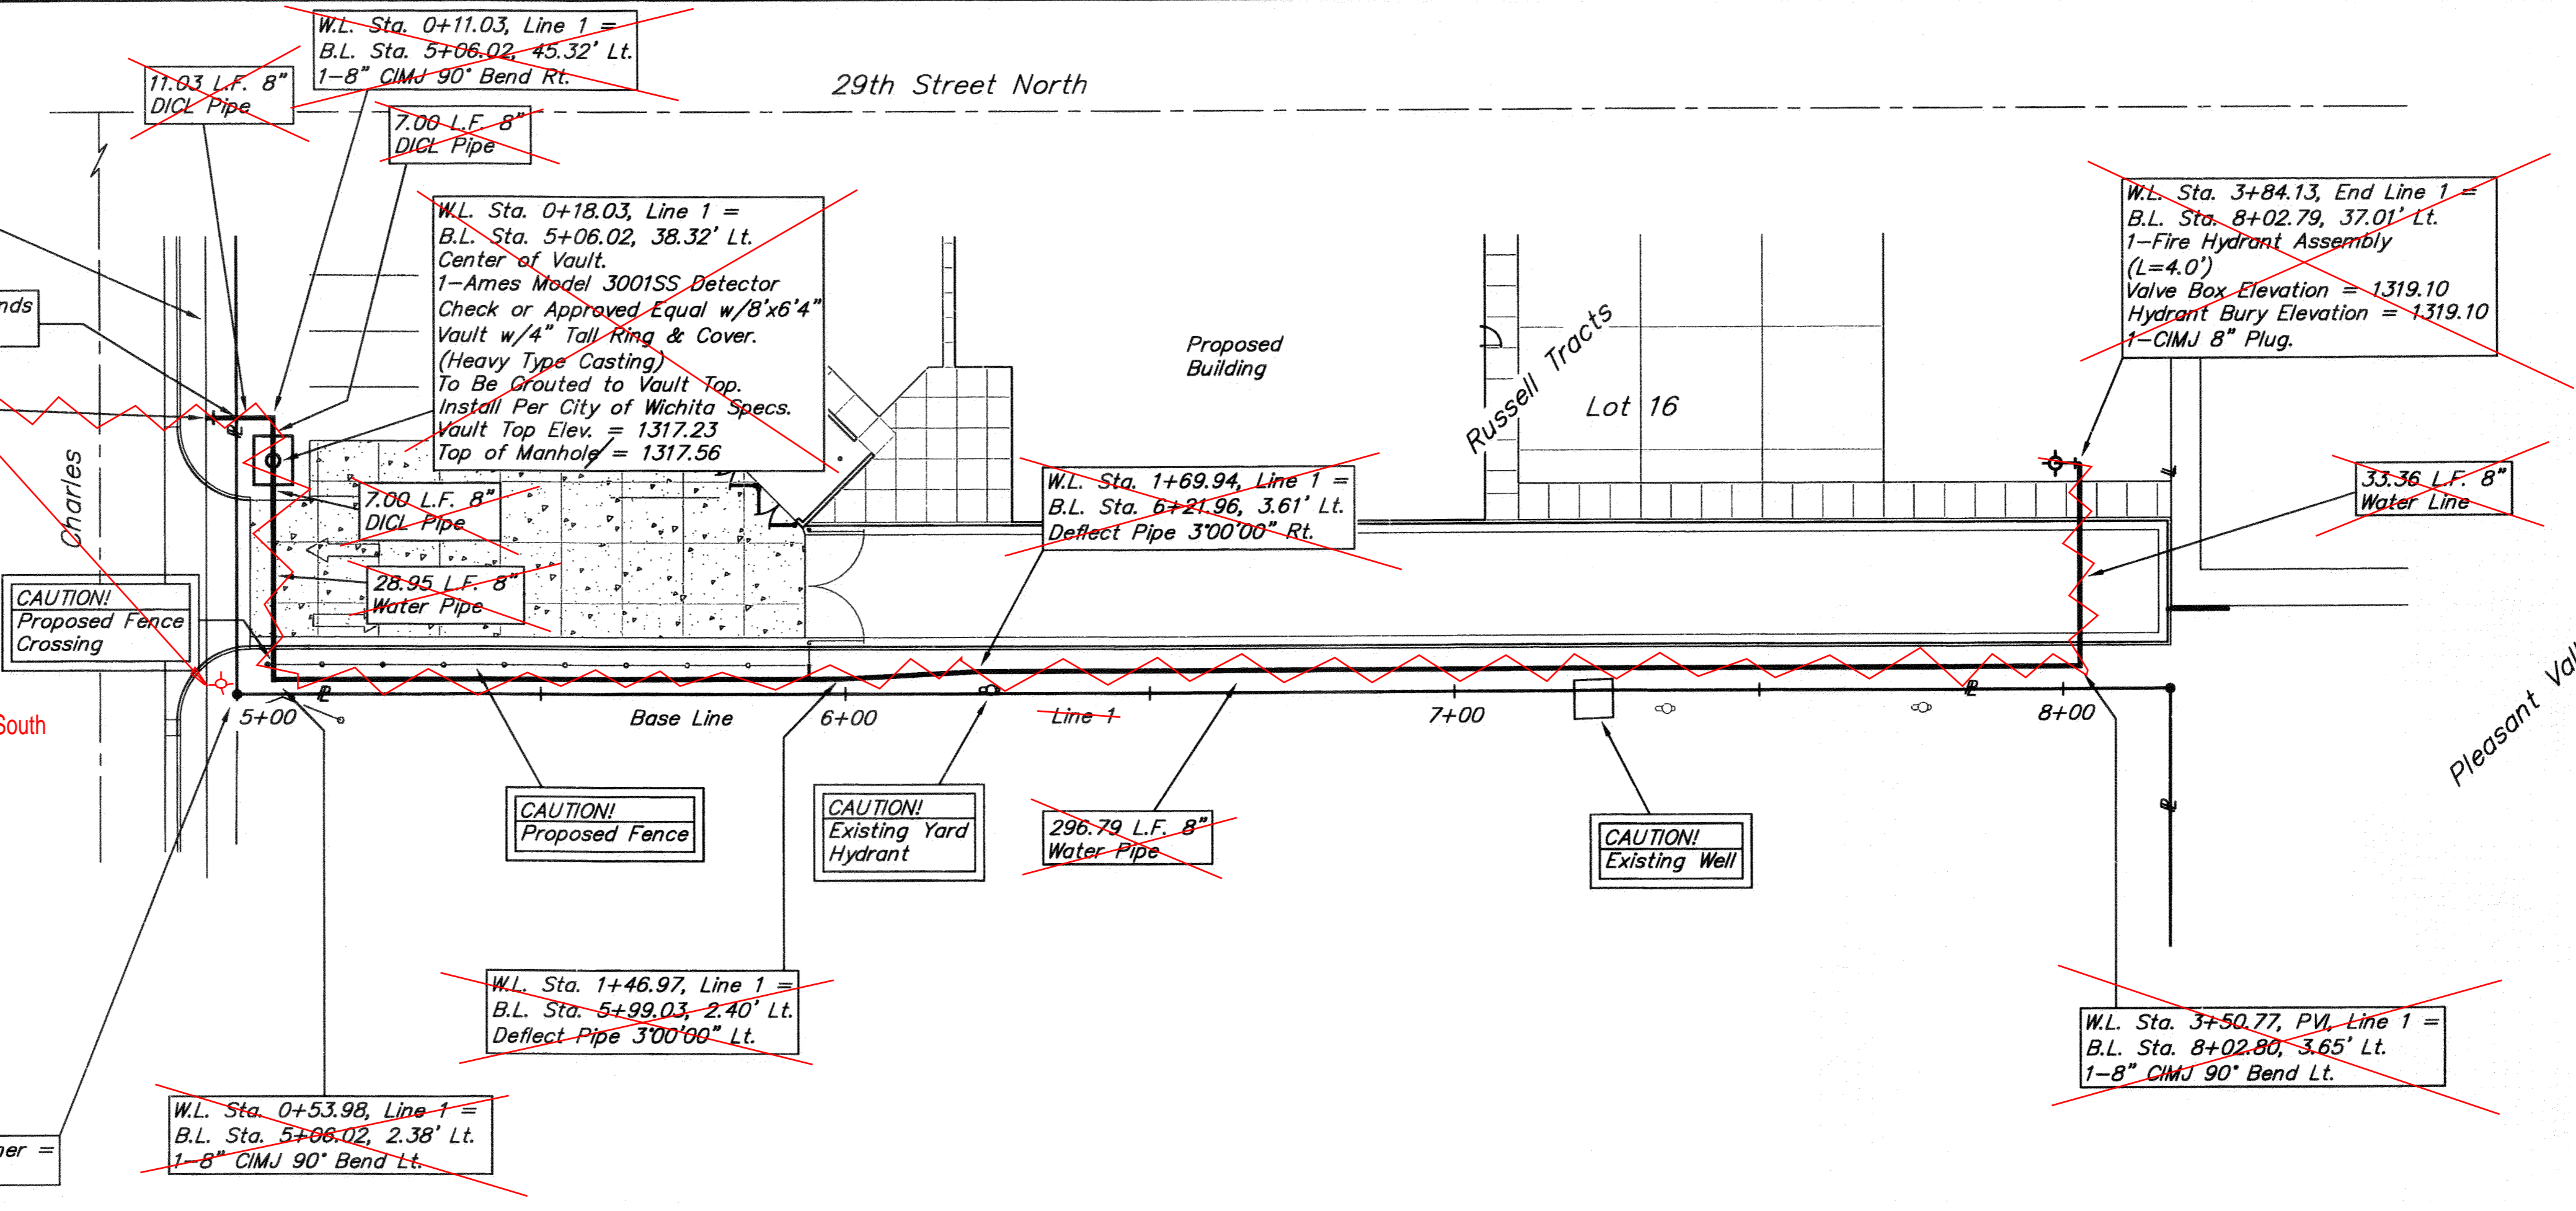 W.L. Sta. 0+11.03, Line 1 =
B.L. Sta. 5+06.02, 45.32' Lt.
1-8" CIMJ 90° Bend Rt.
11.03 L.F. 8"
DICL Pipe
29th Street North
7.00 L.F. 8"
DICL Pipe
W.L. Sta. 0+18.03, Line 1 =
B.L. Sta. 5+06.02, 38.32' Lt.
Center of Vault.
1-Ames Model 3001SS Detector
Check or Approved Equal w/8'x6'4"
Vault w/4" Tall Ring & Cover.
(Heavy Type Casting)
To Be Grouted to Vault Top.
Install Per City of Wichita Specs.
Vault Top Elev. = 1317.23
Top of Manhole = 1317.56
W.L. Sta. 3+84.13, End Line 1 =
B.L. Sta. 8+02.79, 37.01' Lt.
1-Fire Hydrant Assembly
(L=4.0')
Valve Box Elevation = 1319.10
Hydrant Bury Elevation = 1319.10
1-CIMJ 8" Plug.
nds
Proposed
Building
Russell Tracts
Lot 16
Charles
7.00 L.F. 8"
DICL Pipe
W.L. Sta. 1+69.94, Line 1 =
B.L. Sta. 6+21.96, 3.61' Lt.
Deflect Pipe 3°00'00" Rt.
33.36 L.F. 8"
Water Line
28.95 L.F. 8"
Water Pipe
CAUTION!
Proposed Fence
Crossing
South
5+00
Base Line
6+00
Line 1
7+00
8+00
Pleasant Val
CAUTION!
Proposed Fence
CAUTION!
Existing Yard
Hydrant
296.79 L.F. 8"
Water Pipe
CAUTION!
Existing Well
W.L. Sta. 1+46.97, Line 1 =
B.L. Sta. 5+99.03, 2.40' Lt.
Deflect Pipe 3°00'00" Lt.
W.L. Sta. 3+50.77, PVI, Line 1 =
B.L. Sta. 8+02.80, 3.65' Lt.
1-8" CIMJ 90° Bend Lt.
W.L. Sta. 0+53.98, Line 1 =
B.L. Sta. 5+06.02, 2.38' Lt.
1-8" CIMJ 90° Bend Lt.
ner =